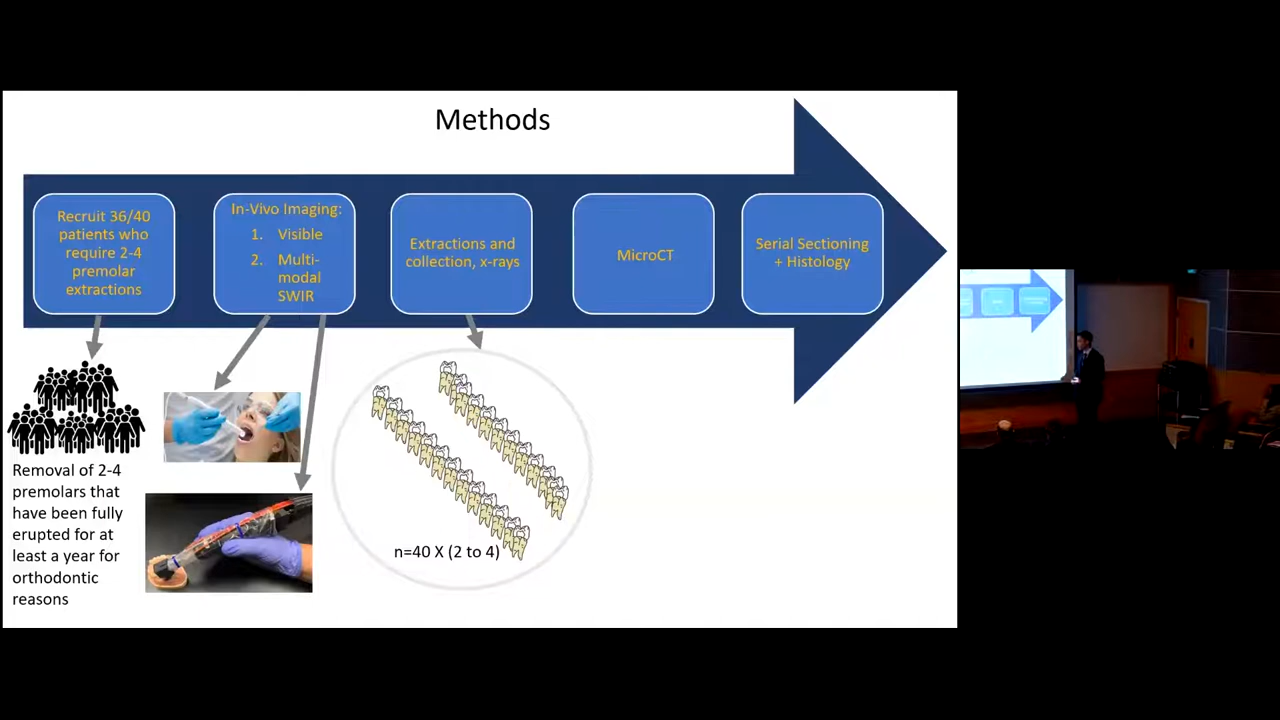 Methods
Recruit 36/40
patients who
require 2-4
premolar
extractions
In-Vivo Imaging:
1. Visible
2. Multi-
modal
SWIR
Extractions and
collection, x-rays
MicroCT
Serial Sectioning
+ Histology
Removal of 2-4
premolars that
have been fully
erupted for at
least a year for
orthodontic
reasons
n=40 X (2 to 4)